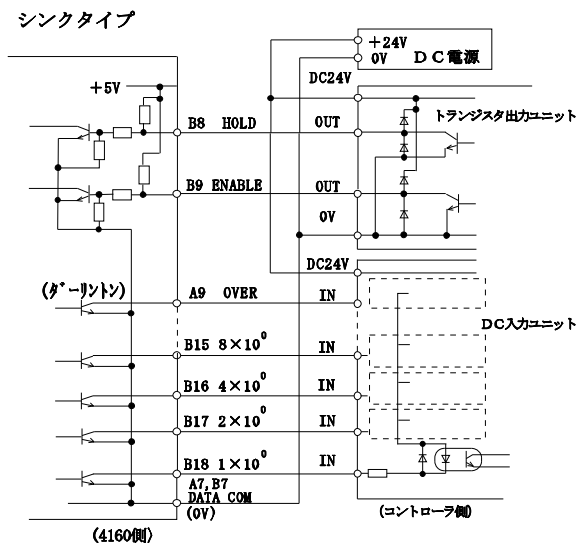 シンクタイプ
+24V
0V
DC電源
DC24V
+5V
トランジスタ出力ユニット
B8 HOLD
OUT
B9 ENABLE
OUT
0V
DC24V
(ダーリントン)
A9 OVER
IN
DC入力ユニット
B15 8×10⁰
IN
B16 4×10⁰
IN
B17 2×10⁰
IN
B18 1×10⁰
IN
A7,B7
DATA COM
(0V)
(コントローラ側)
(4160側)